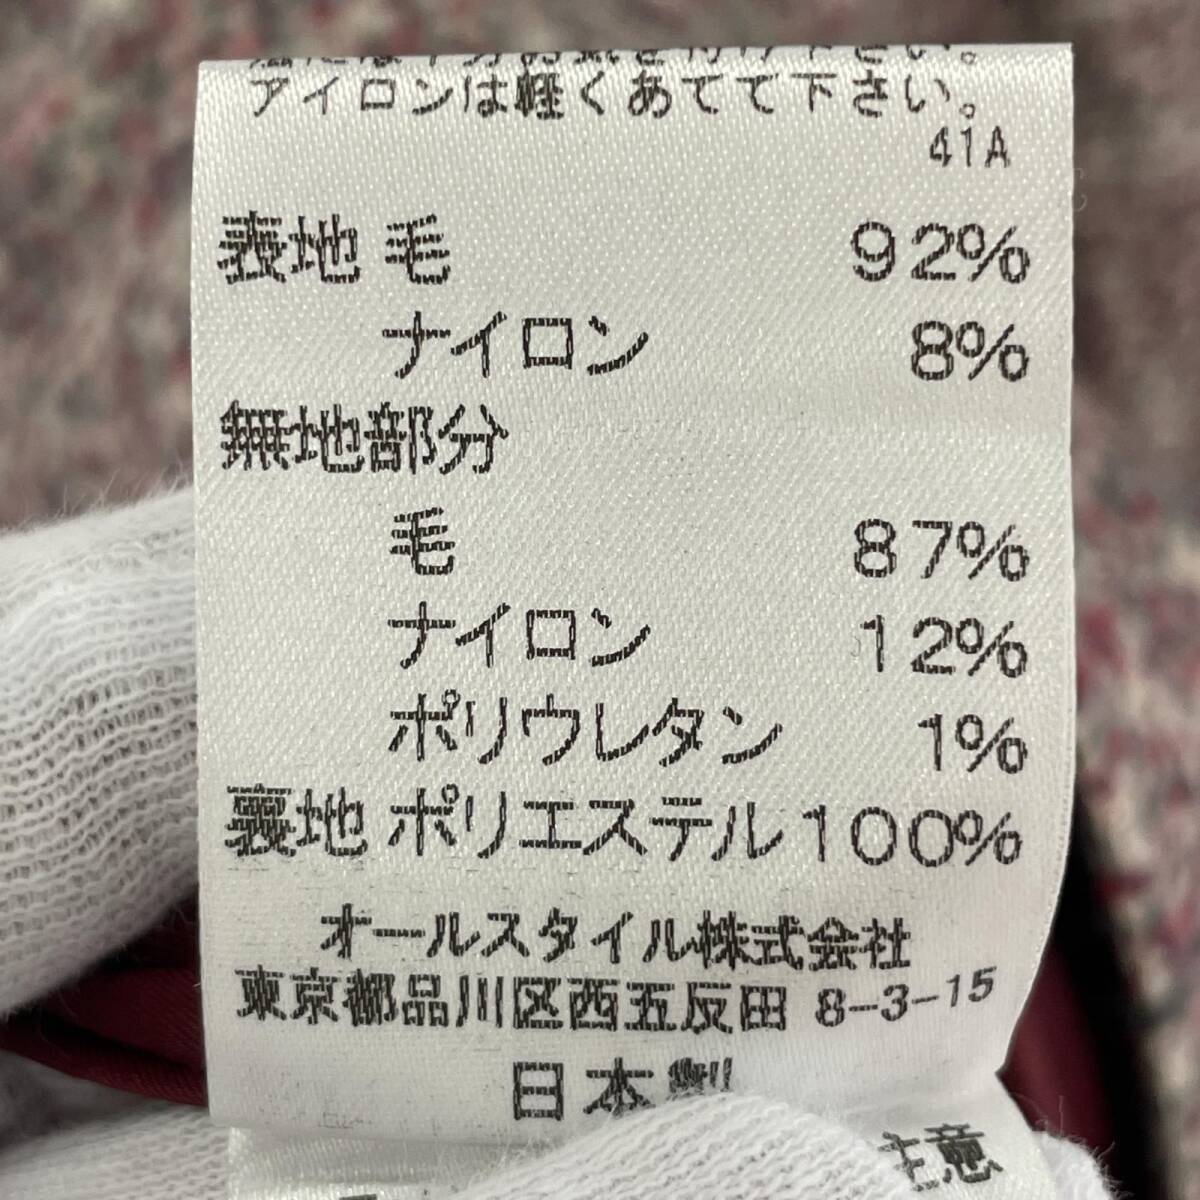 アイロンは軽くあてて下さい。
41A
表地 毛 92%
ナイロン 8%
無地部分
毛 87%
ナイロン 12%
ポリウレタン 1%
裏地 ポリエステル 100%
オールスタイル株式会社
東京都品川区西五反田 8-3-15
日本製
注意